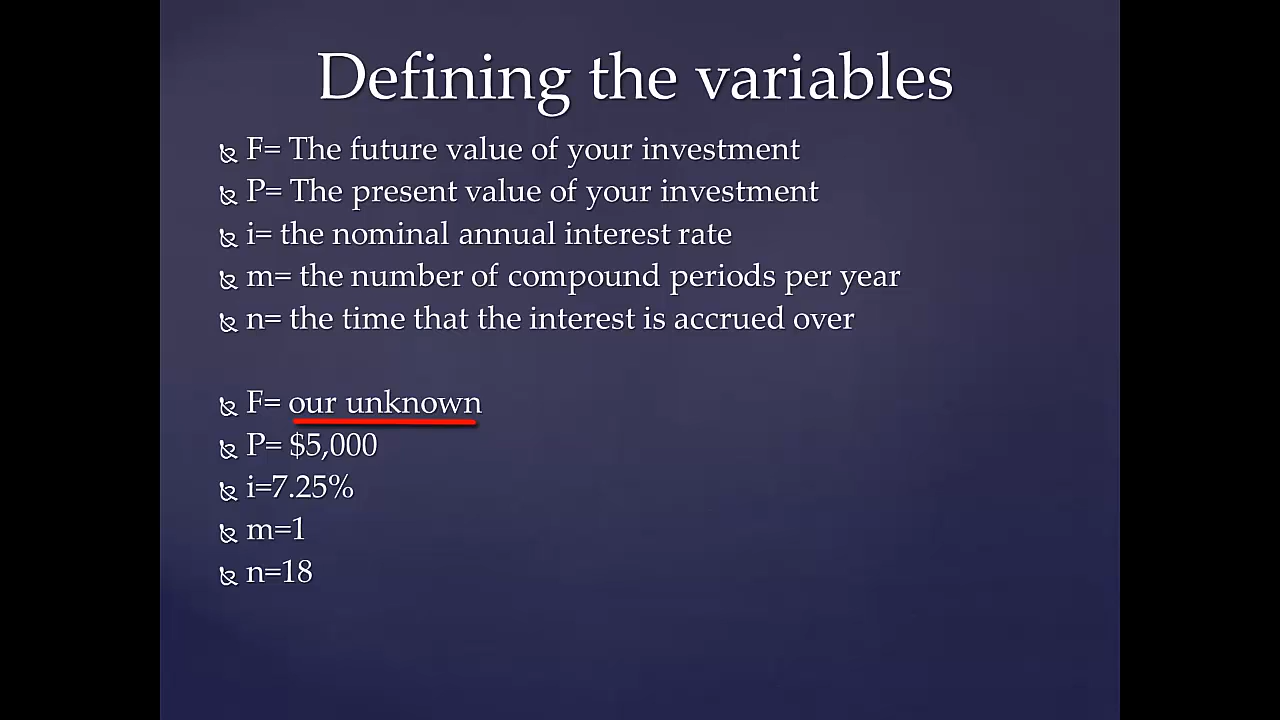 Defining the variables
F= The future value of your investment
P= The present value of your investment
i= the nominal annual interest rate
m= the number of compound periods per year
n= the time that the interest is accrued over
F= our unknown
P= $5,000
i=7.25%
m=1
n=18